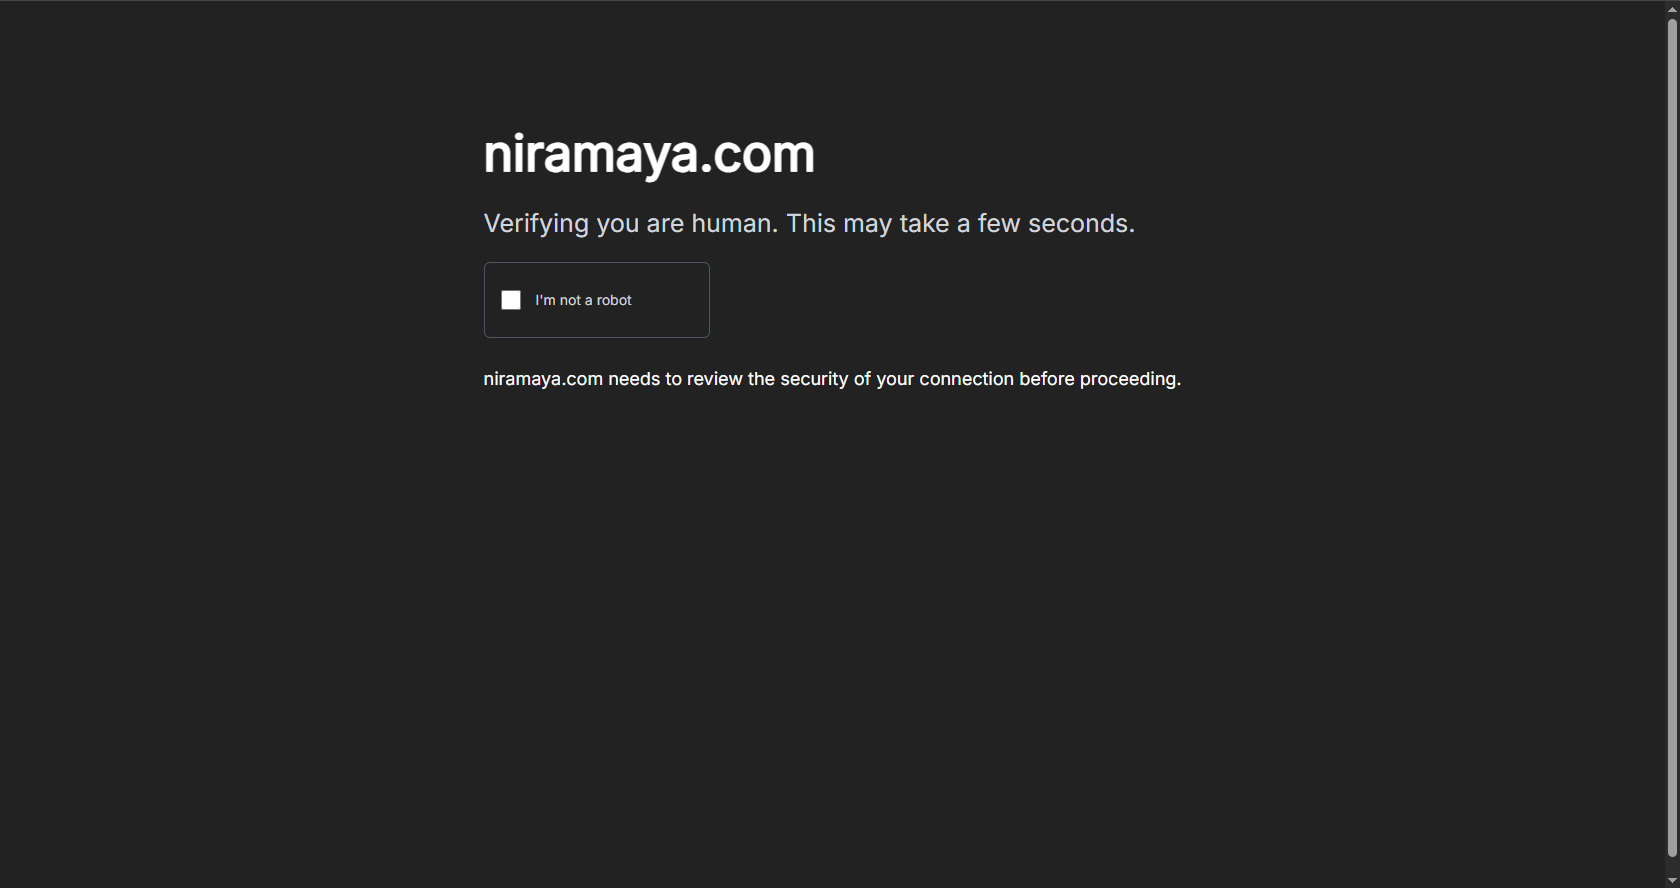 niramaya.com
Verifying you are human. This may take a few seconds.
I'm not a robot
niramaya.com needs to review the security of your connection before proceeding.